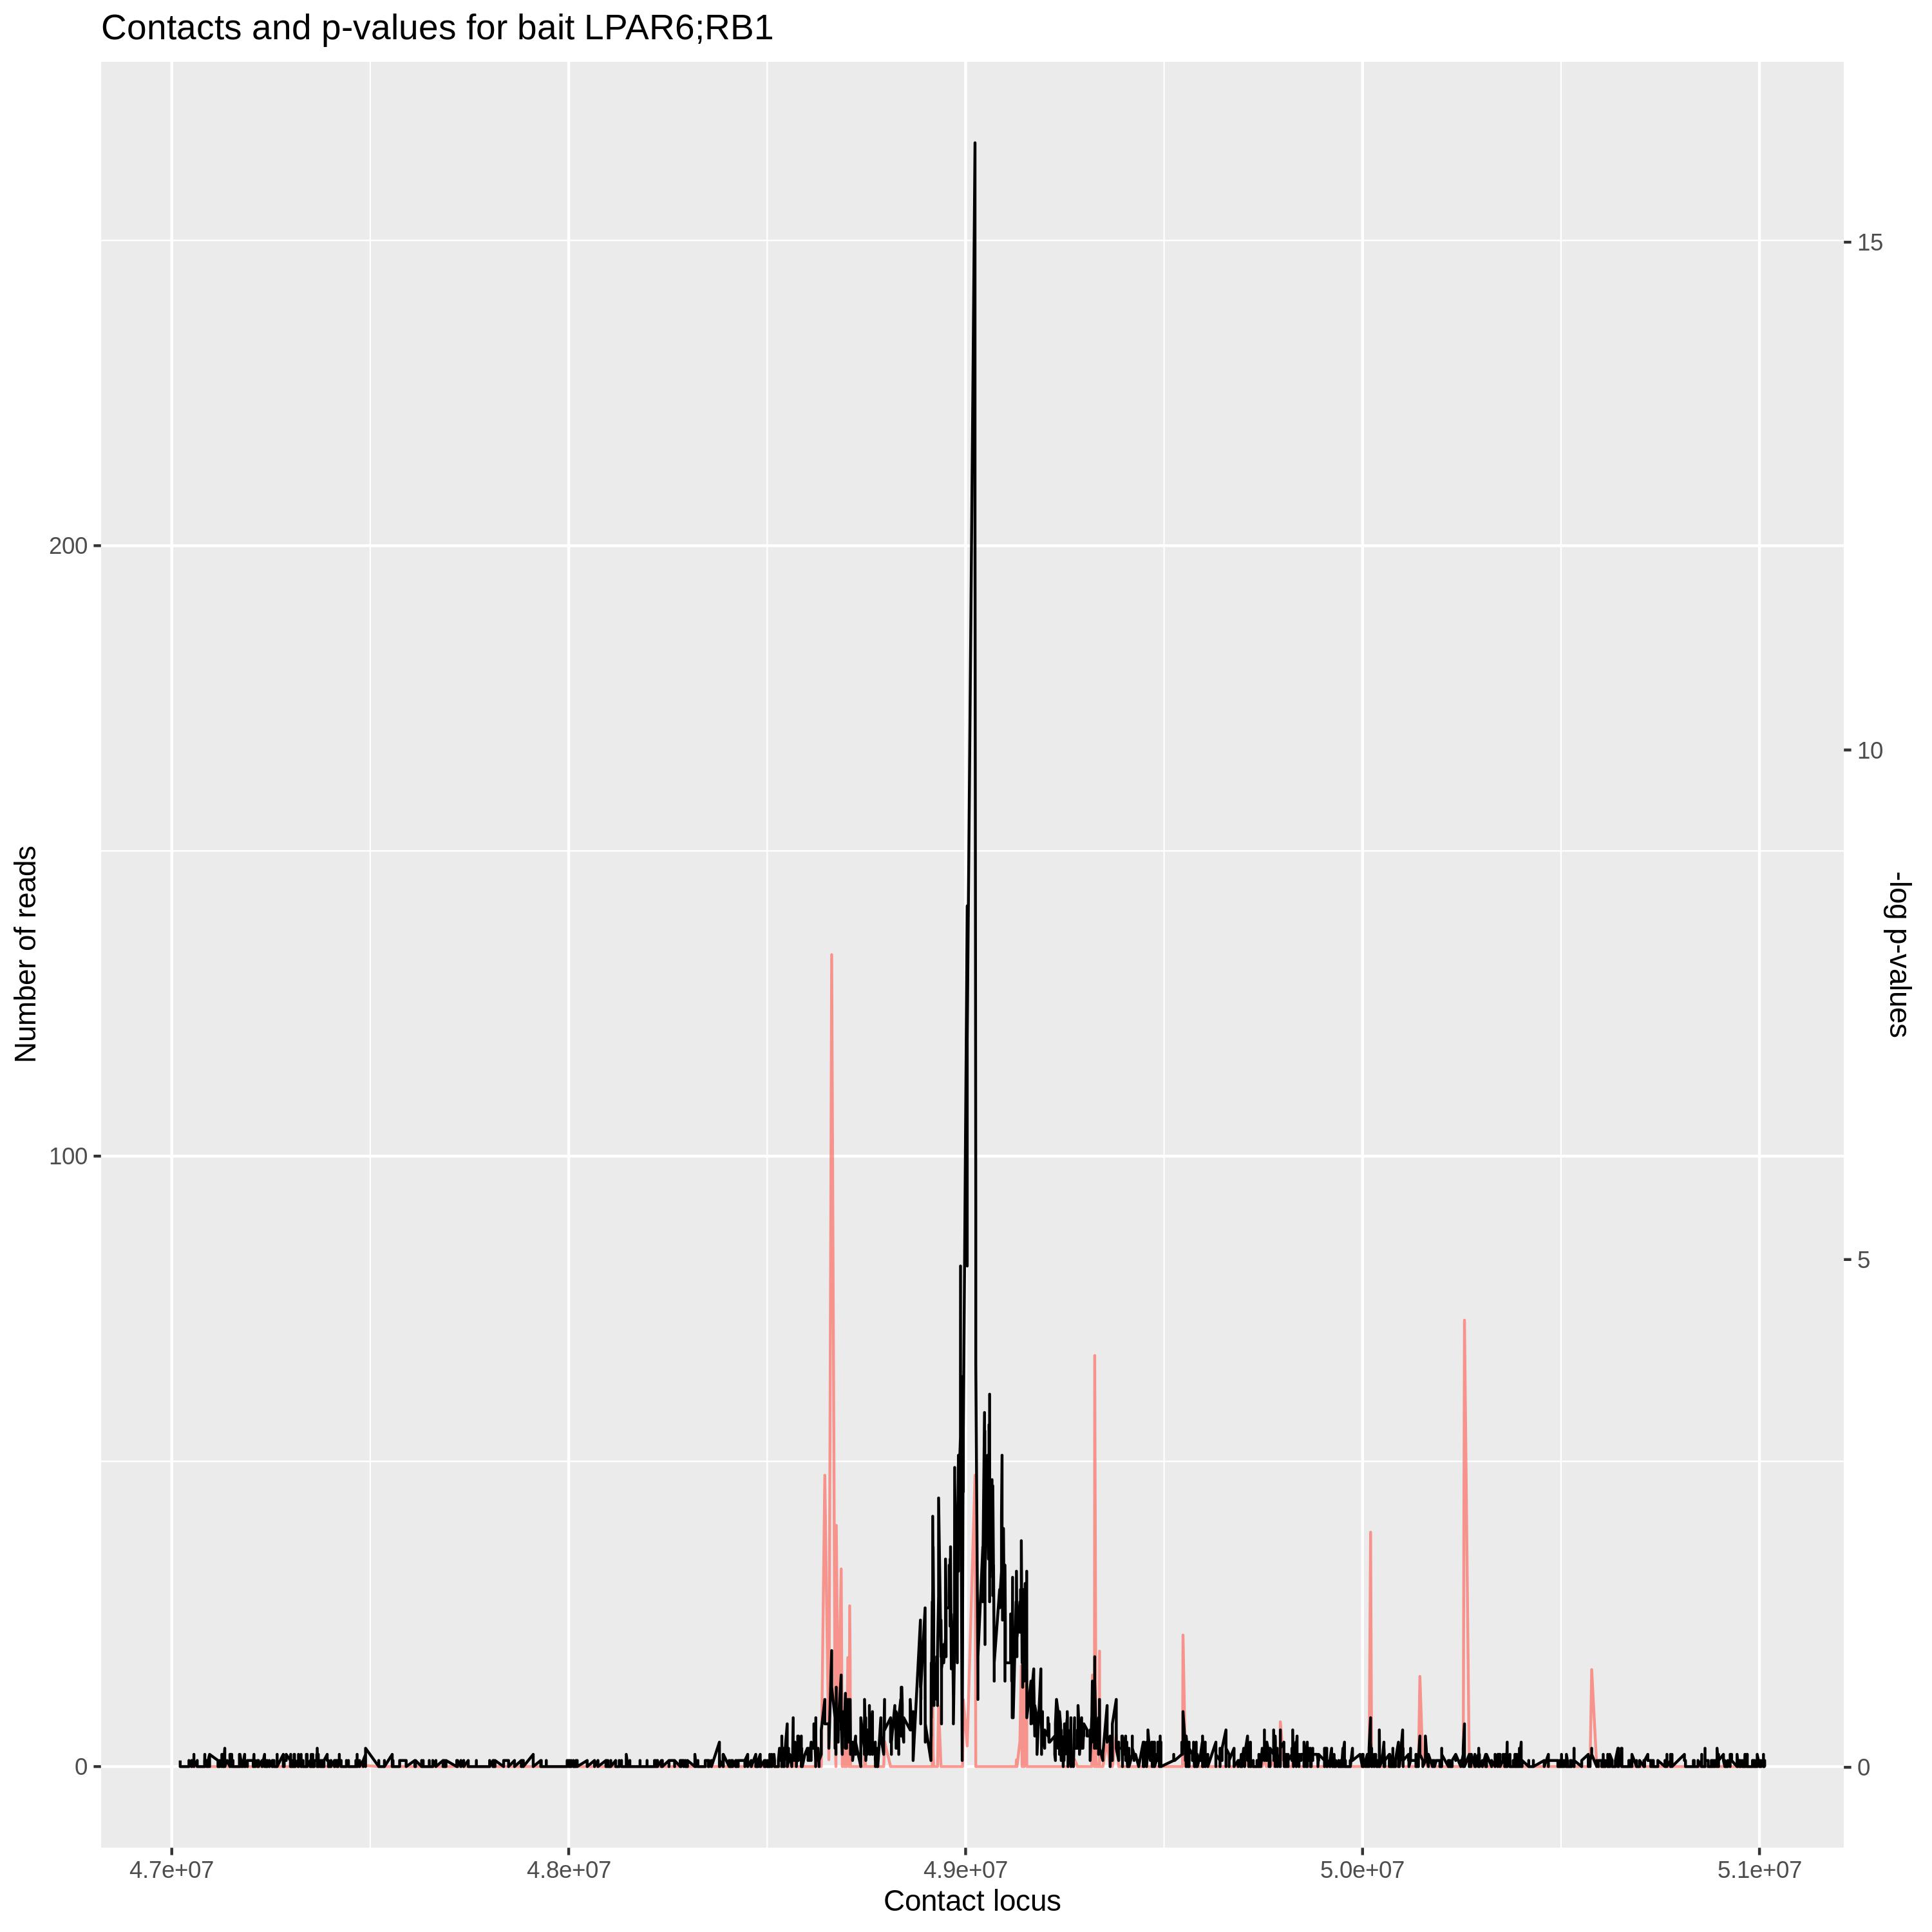 Contacts and p-values for bait LPAR6;RB1
15
200
10
Number of reads
-log p-values
100
5
0
0
4.7e+07
4.8e+07
4.9e+07
5.0e+07
5.1e+07
Contact locus